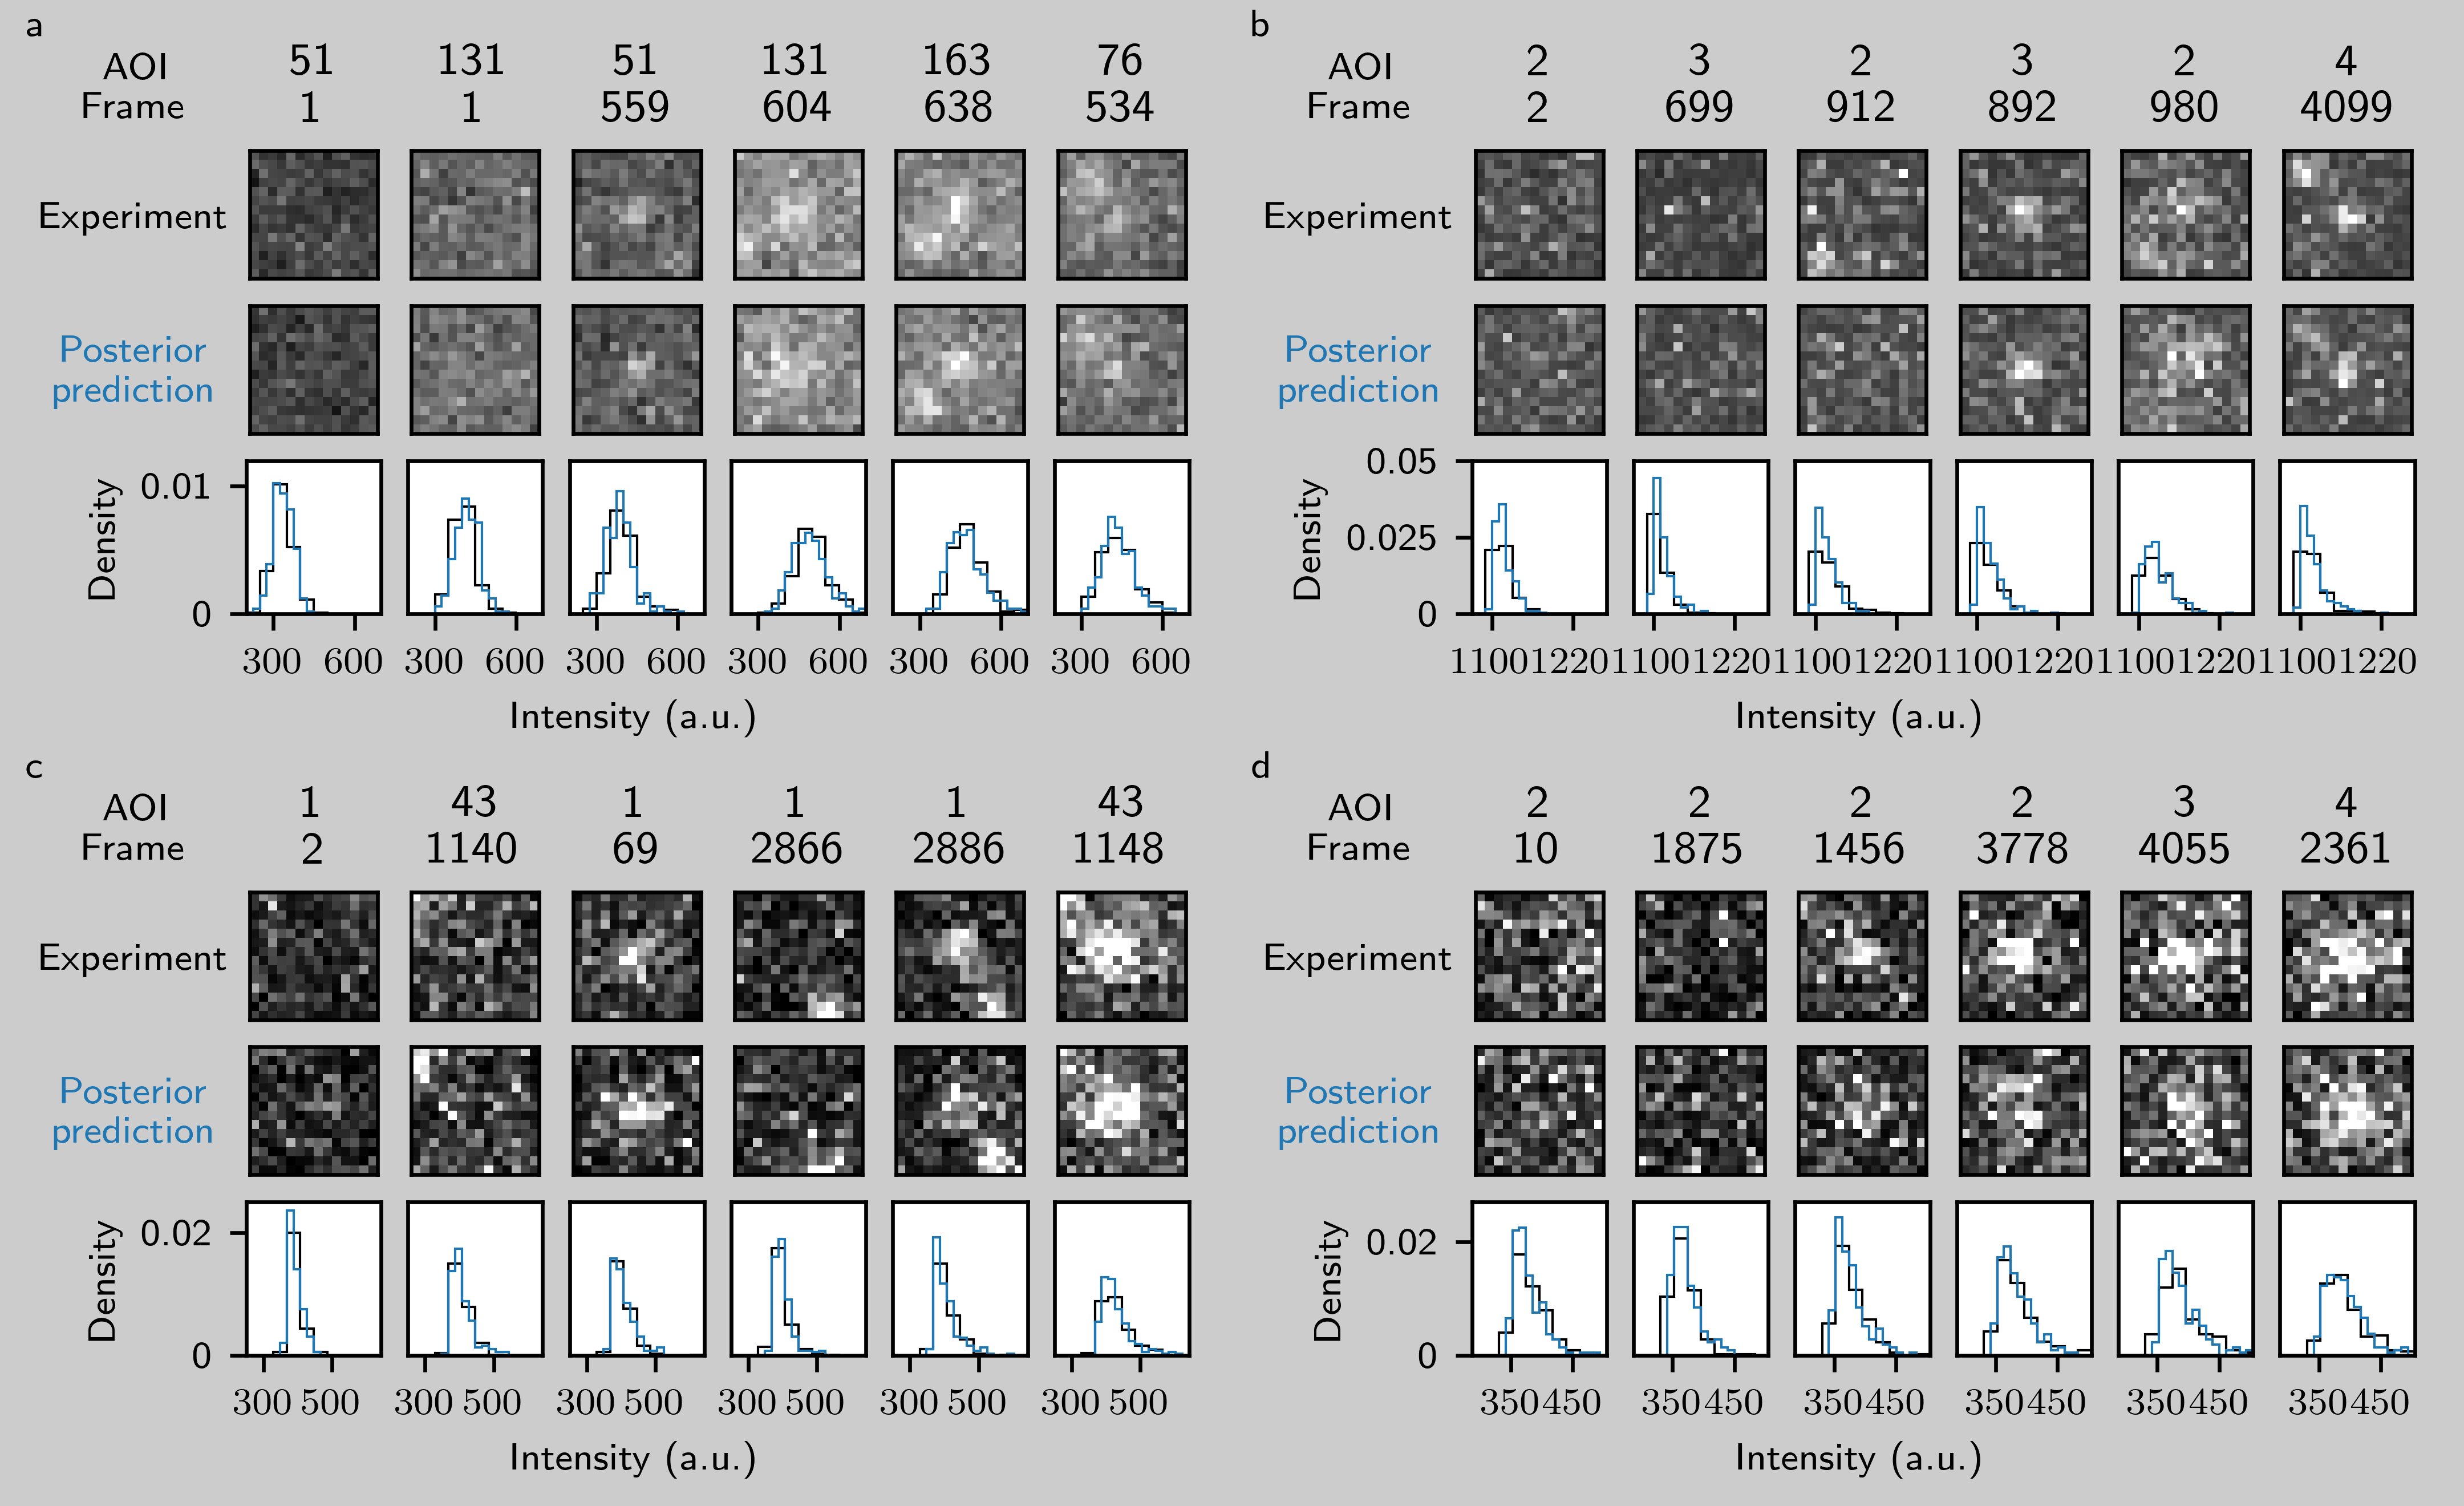 a
AOI 51 131 51 131 163 76
Frame 1 1 559 604 638 534
Experiment
Posterior
prediction
Density
0.01
0
300 600 300 600 300 600 300 600 300 600 300 600
Intensity (a.u.)
b
AOI 2 3 2 3 2 4
Frame 2 699 912 892 980 4099
Experiment
Posterior
prediction
Density
0.05
0.025
0
1100 1220 1100 1220 1100 1220 1100 1220 1100 1220 1100 1220
Intensity (a.u.)
c
AOI 1 43 1 1 1 43
Frame 2 1140 69 2866 2886 1148
Experiment
Posterior
prediction
Density
0.02
0
300 500 300 500 300 500 300 500 300 500 300 500
Intensity (a.u.)
d
AOI 2 2 2 2 3 4
Frame 10 1875 1456 3778 4055 2361
Experiment
Posterior
prediction
Density
0.02
0
350 450 350 450 350 450 350 450 350 450 350 450
Intensity (a.u.)